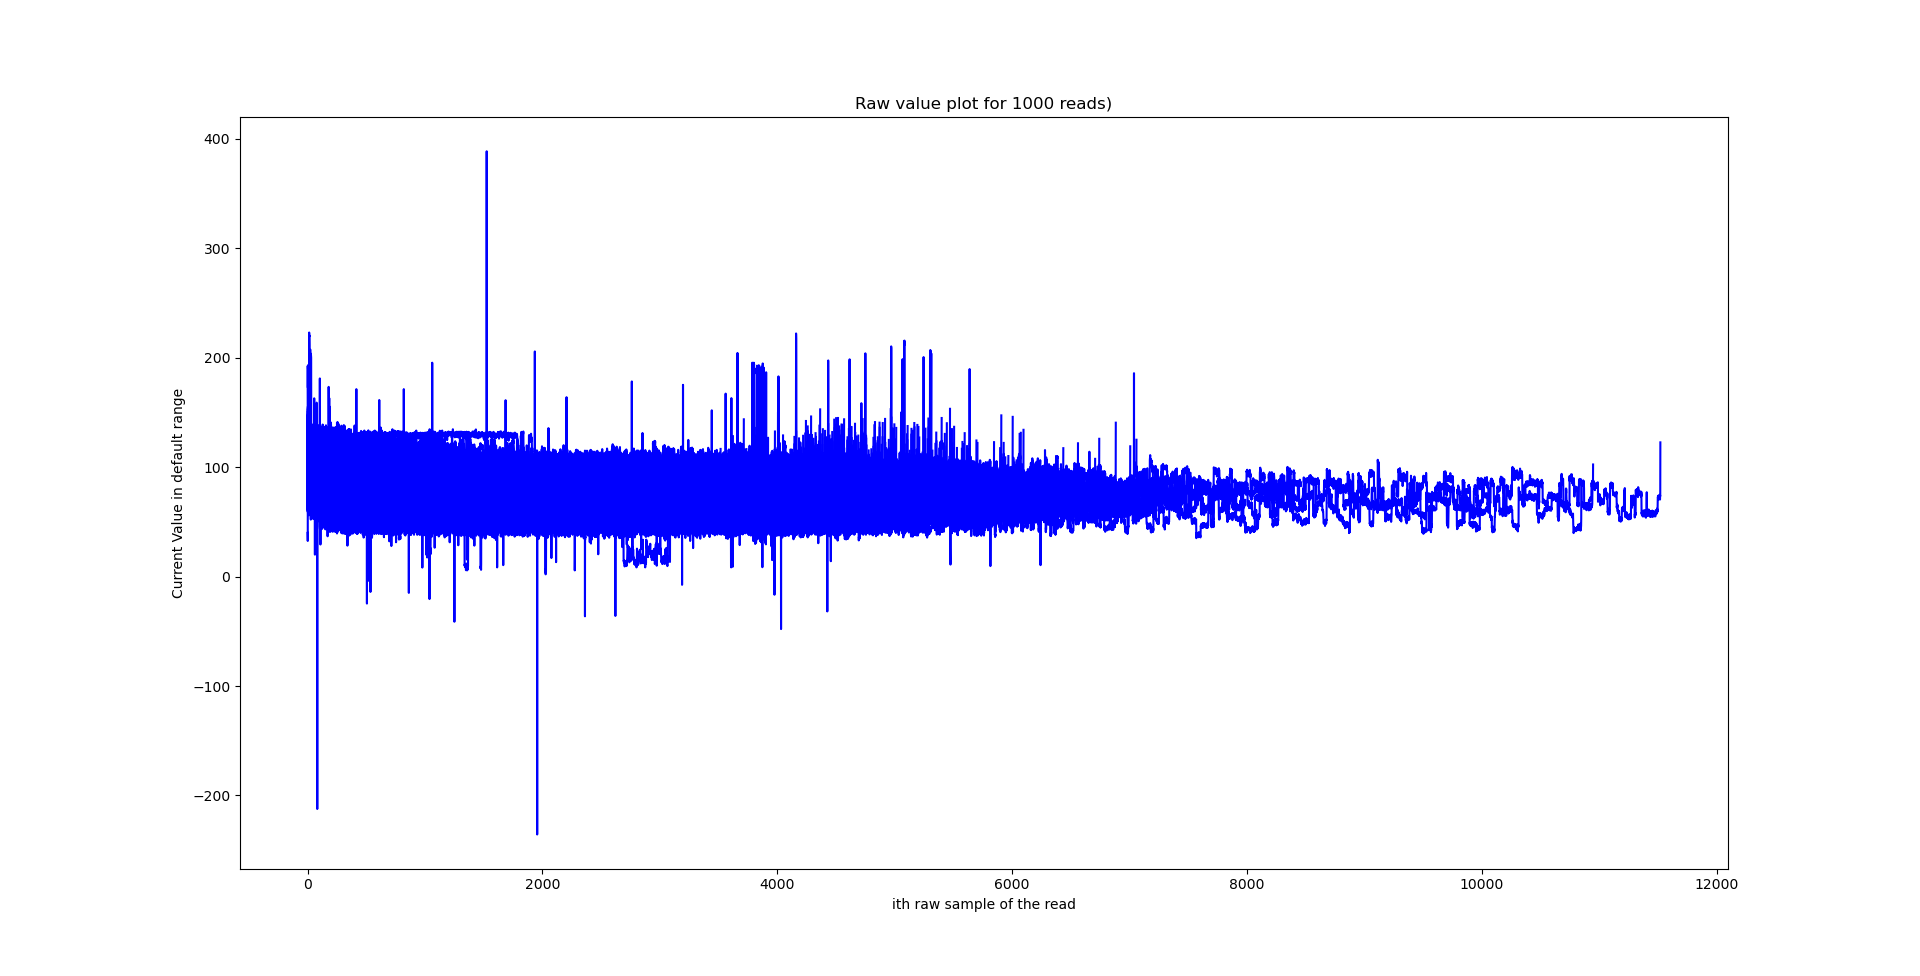 Raw value plot for 1000 reads)
400
300
200
100
0
−100
−200
Current Value in default range
0 2000 4000 6000 8000 10000 12000
ith raw sample of the read